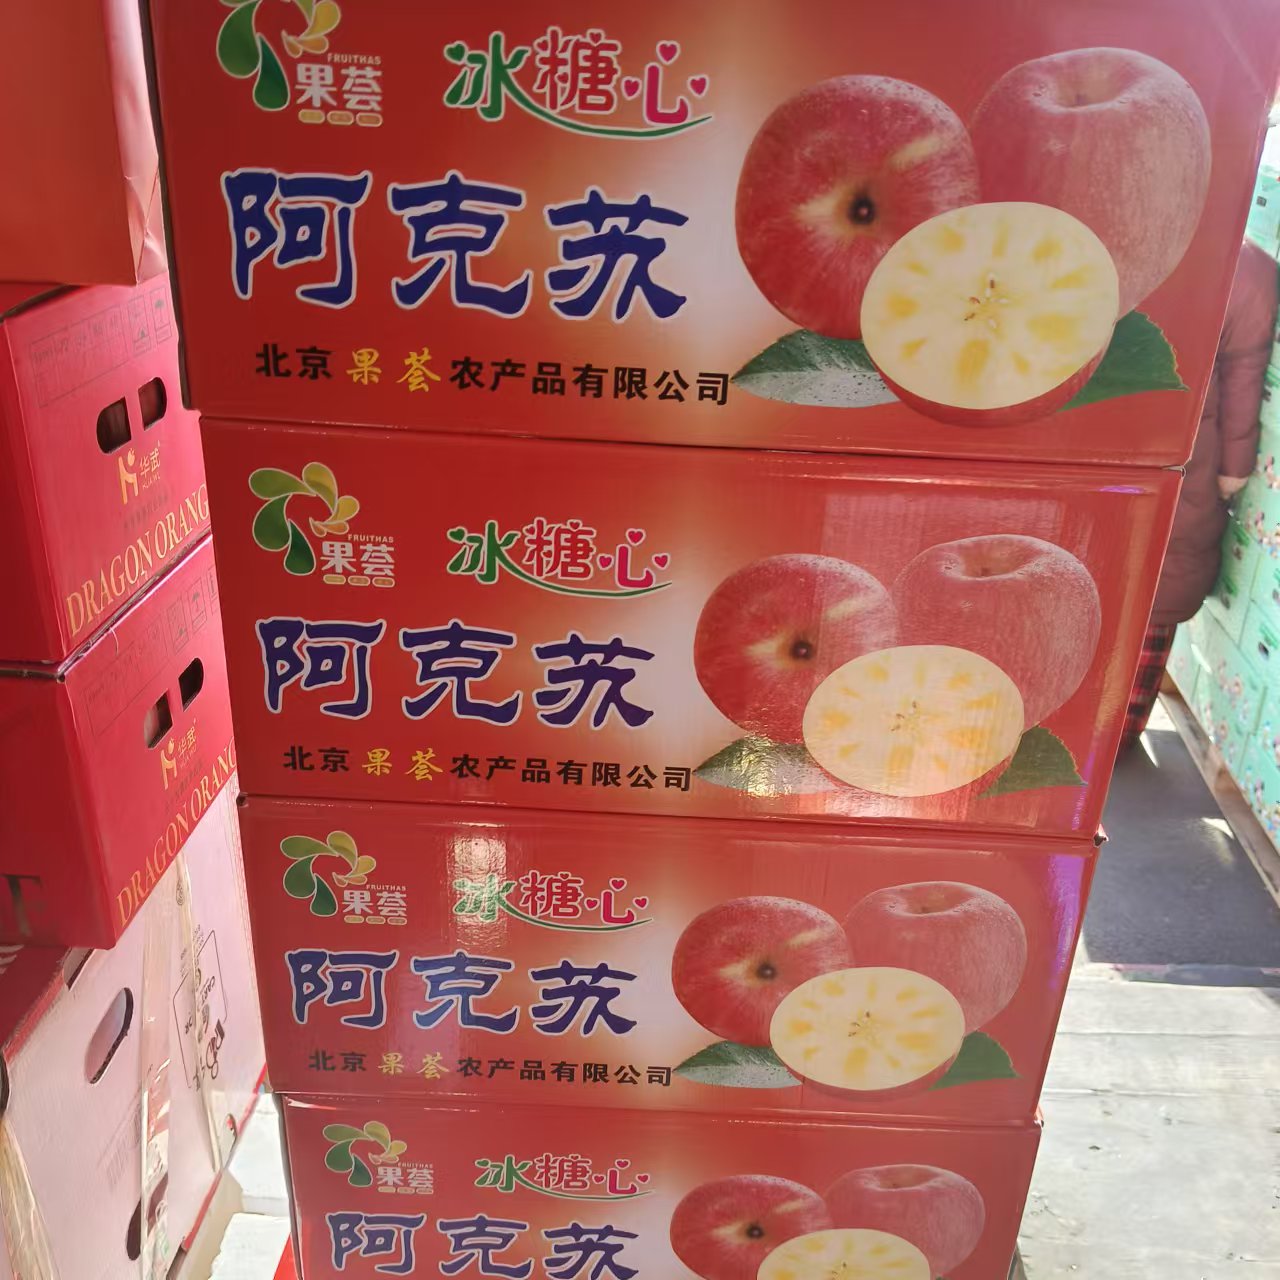 FRUITHAS
果荟
冰糖心
阿克苏
北京果荟农产品有限公司
FRUITHAS
果荟
冰糖心
阿克苏
北京果荟农产品有限公司
FRUITHAS
果荟
冰糖心
阿克苏
北京果荟农产品有限公司
FRUITHAS
果荟
冰糖心
阿克苏
华武
HUAWU
DRAGON ORANG
华武
DRAGON ORANG